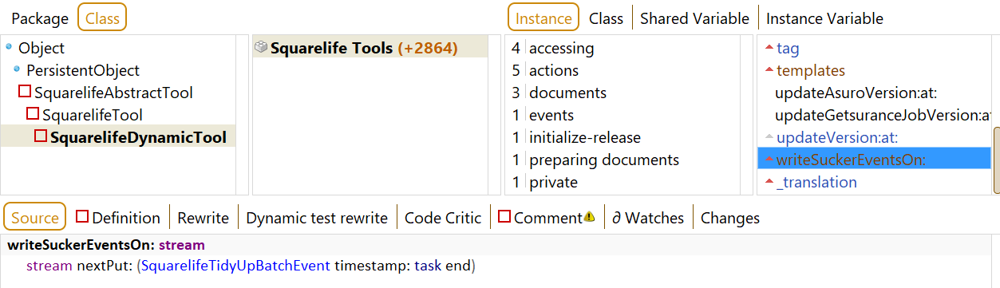 Package Class Instance Class Shared Variable Instance Variable
Object
PersistentObject
SquarelifeAbstractTool
SquarelifeTool
SquarelifeDynamicTool
Squarelife Tools (+2864)
4 accessing
5 actions
3 documents
1 events
1 initialize-release
1 preparing documents
1 private
tag
templates
updateAsuroVersion:at:
updateGetsuranceJobVersion:at
updateVersion:at:
writeSuckerEventsOn:
_translation
Source Definition Rewrite Dynamic test rewrite Code Critic Comment ∂ Watches Changes
writeSuckerEventsOn: stream
stream nextPut: (SquarelifeTidyUpBatchEvent timestamp: task end)